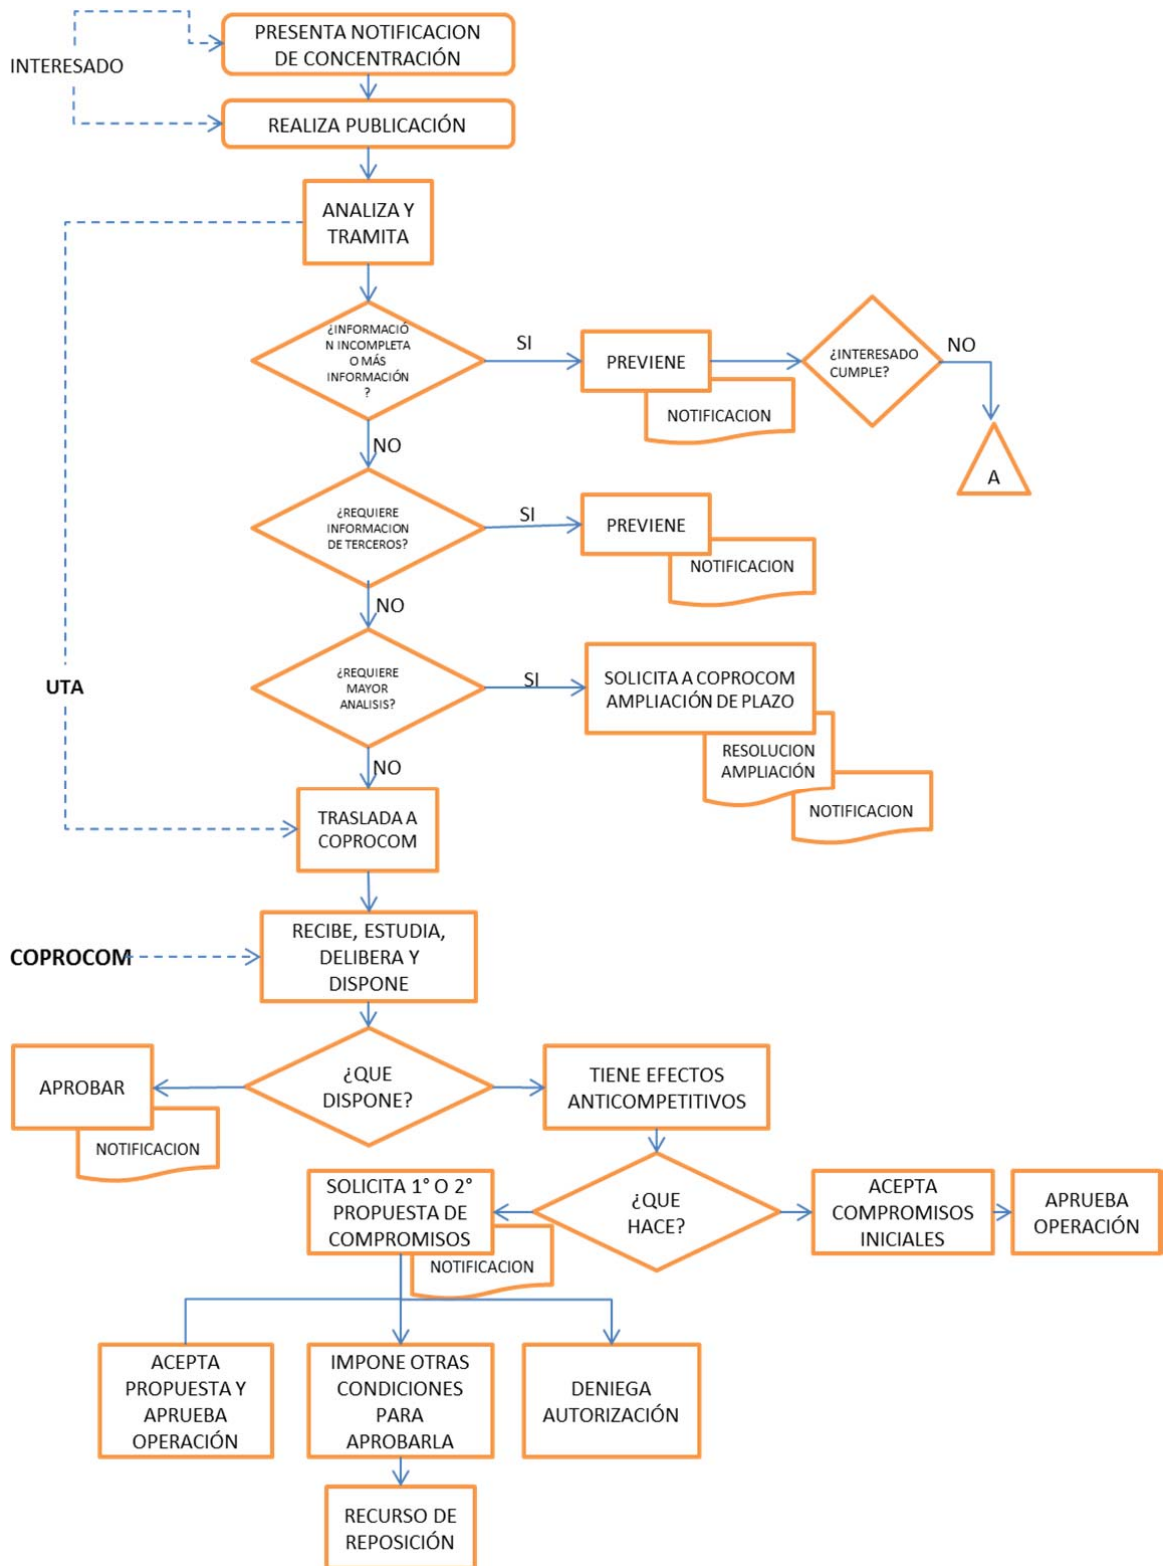 PRESENTA NOTIFICACION
DE CONCENTRACIÓN
INTERESADO
REALIZA PUBLICACIÓN
ANALIZA Y
TRAMITA
¿INFORMACIÓ
N INCOMPLETA
O MÁS
INFORMACIÓN
?
SI
PREVIENE
NOTIFICACION
¿INTERESADO
CUMPLE?
NO
A
NO
¿REQUIERE
INFORMACION
DE TERCEROS?
SI
PREVIENE
NOTIFICACION
NO
¿REQUIERE
MAYOR
ANALISIS?
SI
SOLICITA A COPROCOM
AMPLIACIÓN DE PLAZO
RESOLUCION
AMPLIACIÓN
NOTIFICACION
UTA
NO
TRASLADA A
COPROCOM
COPROCOM
RECIBE, ESTUDIA,
DELIBERA Y
DISPONE
¿QUE
DISPONE?
APROBAR
NOTIFICACION
TIENE EFECTOS
ANTICOMPETITIVOS
¿QUE
HACE?
SOLICITA 1° O 2°
PROPUESTA DE
COMPROMISOS
NOTIFICACION
ACEPTA
COMPROMISOS
INICIALES
APRUEBA
OPERACIÓN
ACEPTA
PROPUESTA Y
APRUEBA
OPERACIÓN
IMPONE OTRAS
CONDICIONES
PARA
APROBARLA
DENIEGA
AUTORIZACIÓN
RECURSO DE
REPOSICIÓN